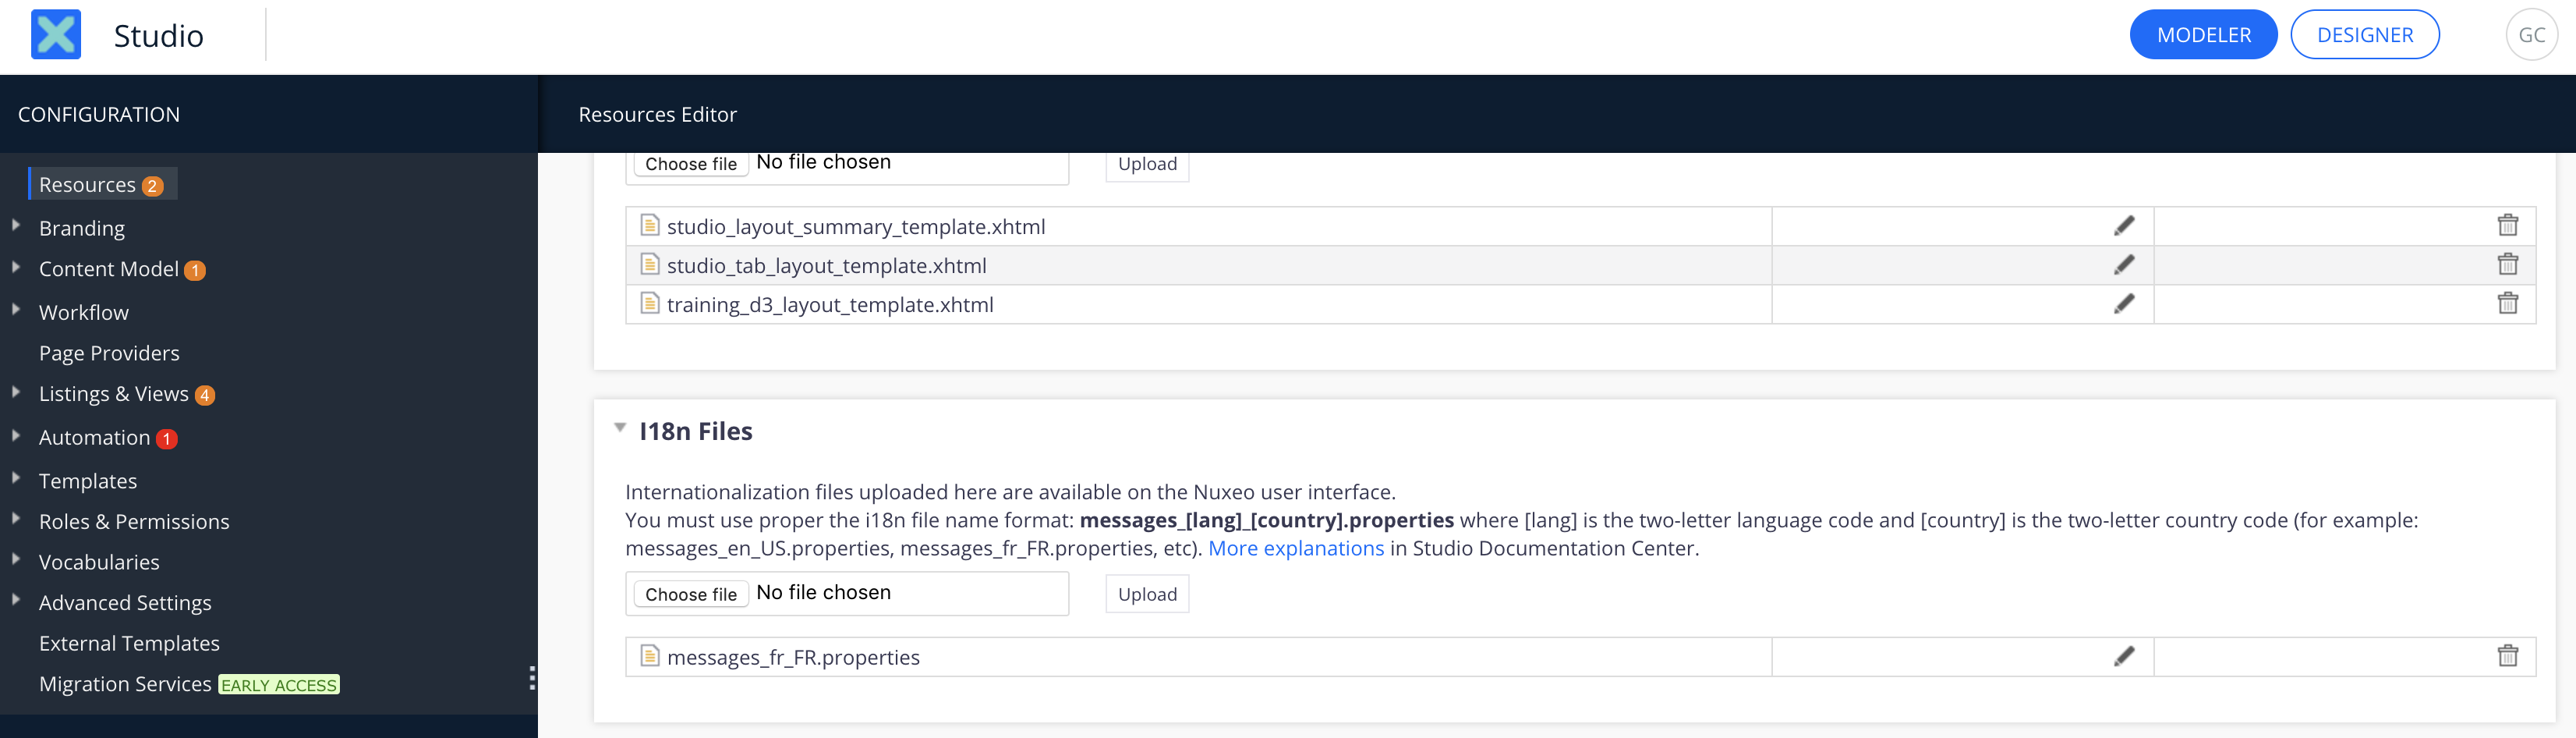 Studio
MODELER
DESIGNER
GC
CONFIGURATION
Resources 2
Branding
Content Model 1
Workflow
Page Providers
Listings & Views 4
Automation 1
Templates
Roles & Permissions
Vocabularies
Advanced Settings
External Templates
Migration Services EARLY ACCESS
Resources Editor
Choose file No file chosen Upload
studio_layout_summary_template.xhtml
studio_tab_layout_template.xhtml
training_d3_layout_template.xhtml
I18n Files
Internationalization files uploaded here are available on the Nuxeo user interface.
You must use proper the i18n file name format: messages_[lang]_[country].properties where [lang] is the two-letter language code and [country] is the two-letter country code (for example:
messages_en_US.properties, messages_fr_FR.properties, etc). More explanations in Studio Documentation Center.
Choose file No file chosen Upload
messages_fr_FR.properties